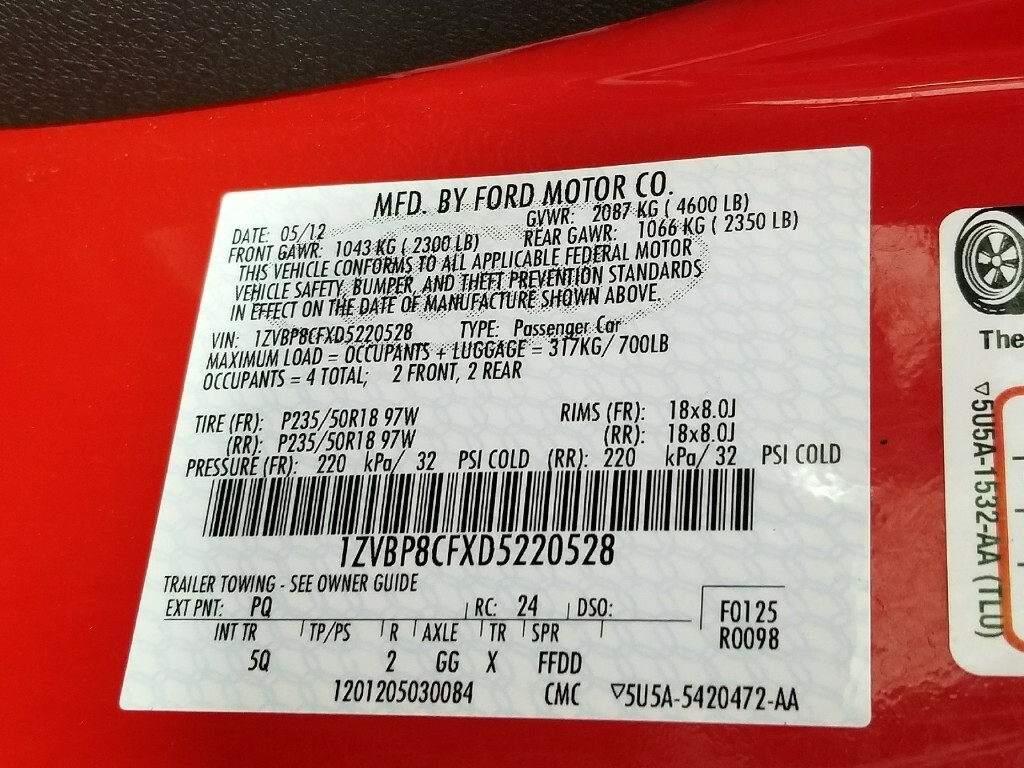 MFD. BY FORD MOTOR CO.
DATE: 05/12 GVWR: 2087 KG ( 4600 LB)
FRONT GAWR: 1043 KG ( 2300 LB) REAR GAWR: 1066 KG ( 2350 LB)
THIS VEHICLE CONFORMS TO ALL APPLICABLE FEDERAL MOTOR
VEHICLE SAFETY, BUMPER, AND THEFT PREVENTION STANDARDS
IN EFFECT ON THE DATE OF MANUFACTURE SHOWN ABOVE.
VIN: 1ZVBP8CFXD5220528 TYPE: Passenger Car
MAXIMUM LOAD = OCCUPANTS + LUGGAGE = 317KG/ 700LB
OCCUPANTS = 4 TOTAL; 2 FRONT, 2 REAR
TIRE (FR): P235/50R18 97W RIMS (FR): 18x8.0J
(RR): P235/50R18 97W (RR): 18x8.0J
PRESSURE (FR): 220 kPa/ 32 PSI COLD (RR): 220 kPa/ 32 PSI COLD
1ZVBP8CFXD5220528
TRAILER TOWING - SEE OWNER GUIDE
EXT PNT: PQ RC: 24 DSO: F0125
INT TR TP/PS R AXLE TR SPR R0098
5Q 2 GG X FFDD
1201205030084 CMC ▽5U5A-5420472-AA
The
▽5U5A-1532-AA (TLU)